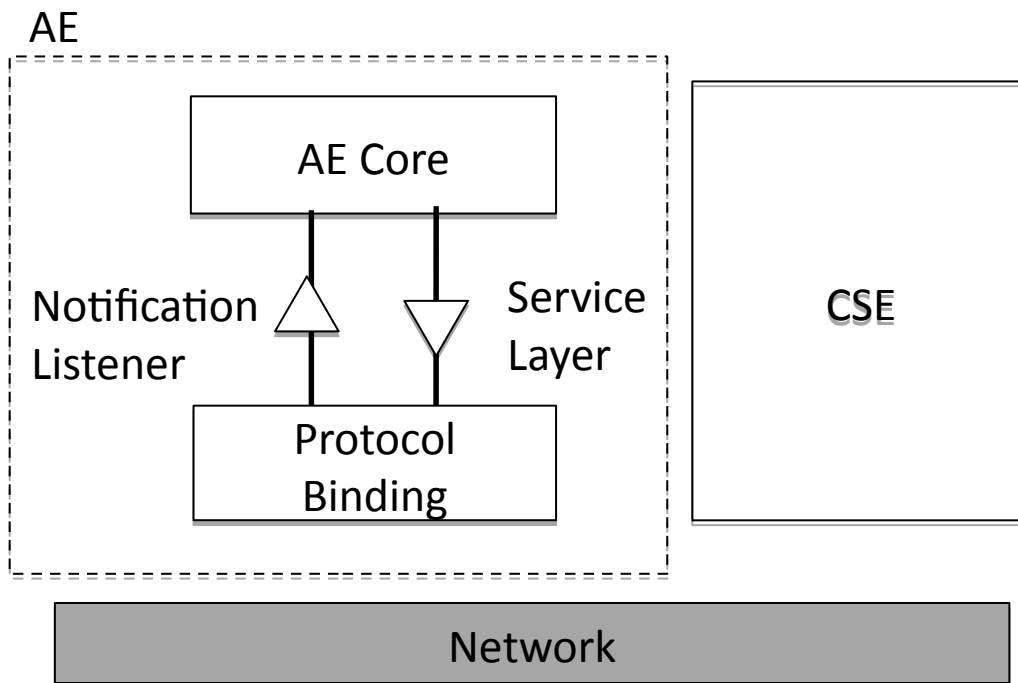 AE
AE Core
Notification
Listener
Service
Layer
CSE
Protocol
Binding
Network